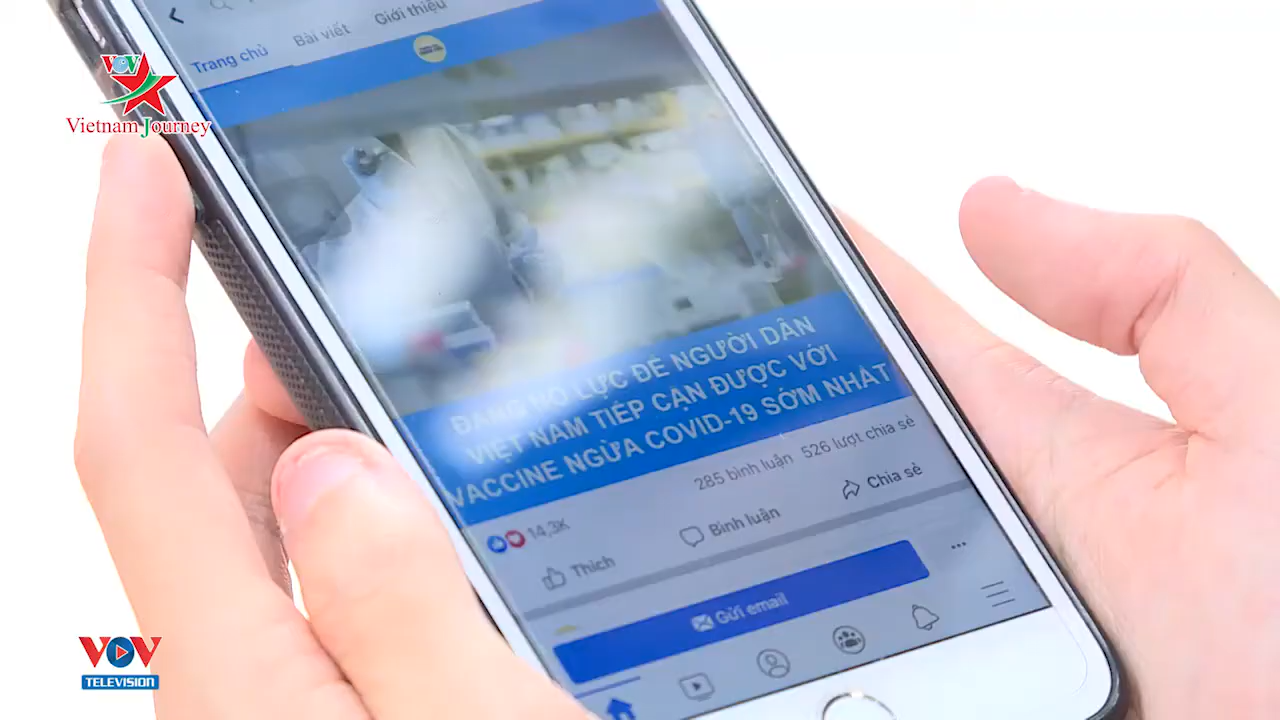 Giới thiệu
Bài viết
Trang chủ
VOV
Vietnam Journey
ĐANG NỖ LỰC ĐỂ NGƯỜI DÂN
VIỆT NAM TIẾP CẬN ĐƯỢC VỚI
VACCINE NGỪA COVID-19 SỚM NHẤT
285 bình luận 526 lượt chia sẻ
14,3K
Thích
Bình luận
Chia sẻ
Gửi email
VOV
TELEVISION